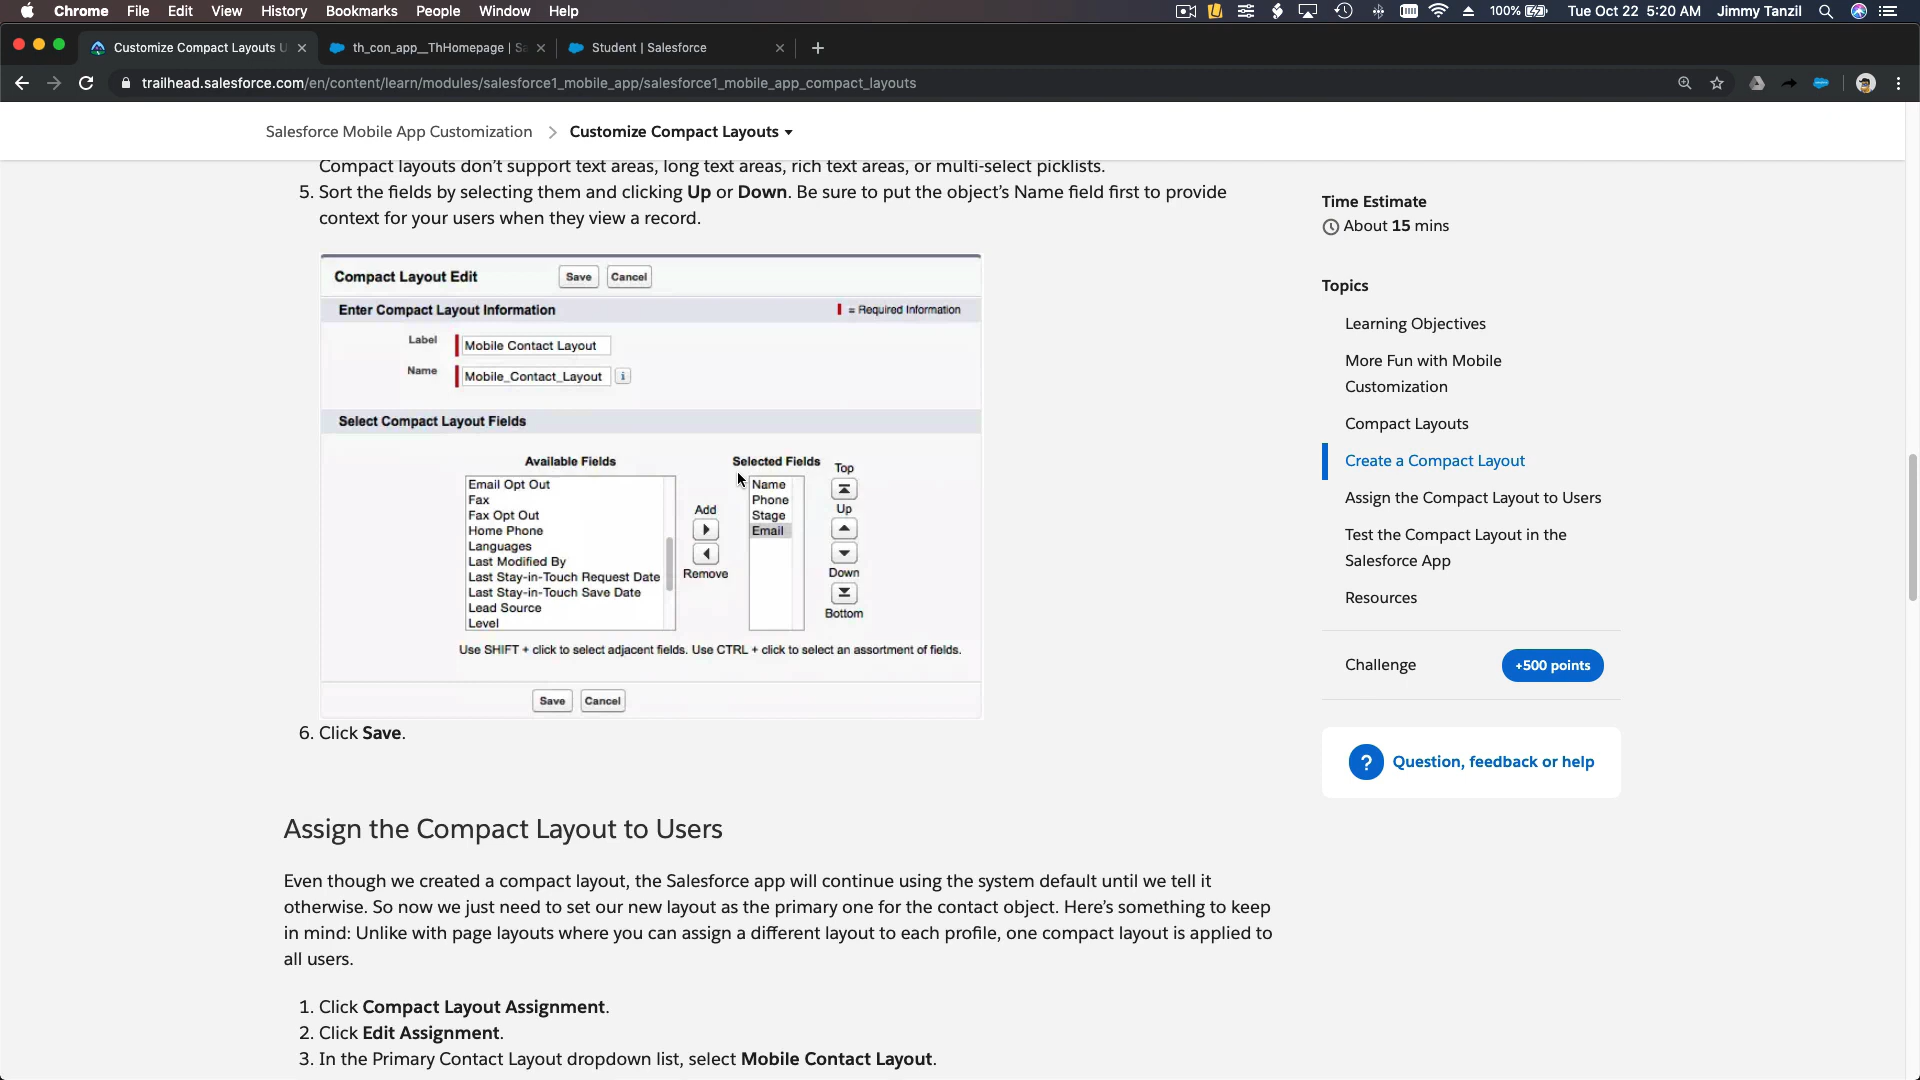 Chrome File Edit View History Bookmarks People Window Help 100% Tue Oct 22 5:20 AM Jimmy Tanzil
Customize Compact Layouts U th_con_app__ThHomepage | Sa Student | Salesforce
trailhead.salesforce.com/en/content/learn/modules/salesforce1_mobile_app/salesforce1_mobile_app_compact_layouts
Salesforce Mobile App Customization > Customize Compact Layouts
Compact layouts don’t support text areas, long text areas, rich text areas, or multi-select picklists.
5. Sort the fields by selecting them and clicking Up or Down. Be sure to put the object’s Name field first to provide
context for your users when they view a record.
Compact Layout Edit Save Cancel
Enter Compact Layout Information = Required Information
Label Mobile Contact Layout
Name Mobile_Contact_Layout i
Select Compact Layout Fields
Available Fields
Email Opt Out
Fax
Fax Opt Out
Home Phone
Languages
Last Modified By
Last Stay-in-Touch Request Date
Last Stay-in-Touch Save Date
Lead Source
Level
Add
Remove
Selected Fields
Name
Phone
Stage
Email
Top
Up
Down
Bottom
Use SHIFT + click to select adjacent fields. Use CTRL + click to select an assortment of fields.
Save Cancel
6. Click Save.
Assign the Compact Layout to Users
Even though we created a compact layout, the Salesforce app will continue using the system default until we tell it
otherwise. So now we just need to set our new layout as the primary one for the contact object. Here’s something to keep
in mind: Unlike with page layouts where you can assign a different layout to each profile, one compact layout is applied to
all users.
1. Click Compact Layout Assignment.
2. Click Edit Assignment.
3. In the Primary Contact Layout dropdown list, select Mobile Contact Layout.
Time Estimate
About 15 mins
Topics
Learning Objectives
More Fun with Mobile
Customization
Compact Layouts
Create a Compact Layout
Assign the Compact Layout to Users
Test the Compact Layout in the
Salesforce App
Resources
Challenge +500 points
? Question, feedback or help